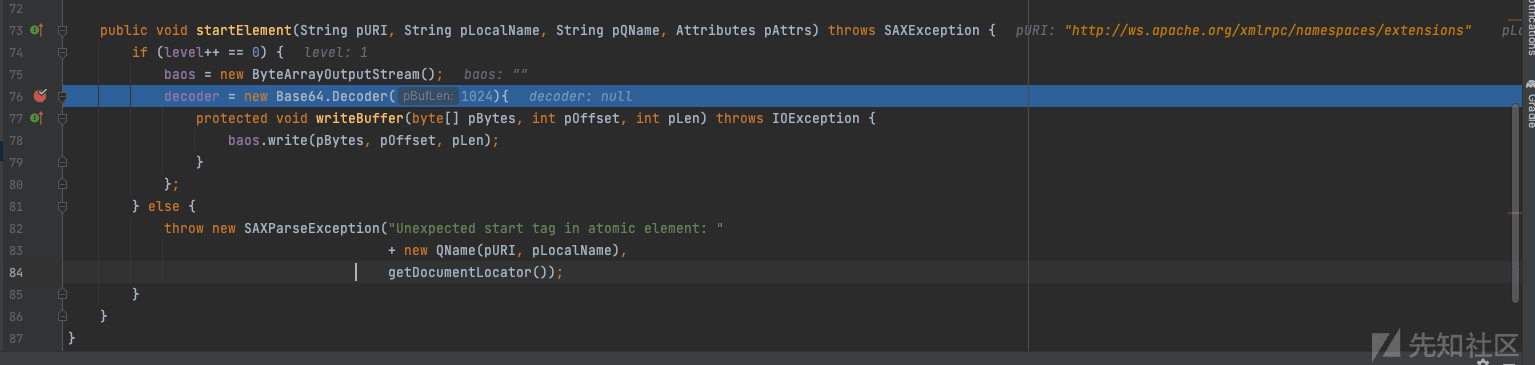 72
73 public void startElement(String pURI, String pLocalName, String pQName, Attributes pAttrs) throws SAXException { pURI: "http://ws.apache.org/xmlrpc/namespaces/extensions" pLo
74 if (level++ == 0) { level: 1
75 baos = new ByteArrayOutputStream(); baos: ""
76 decoder = new Base64.Decoder( pBufLen: 1024){ decoder: null
77 protected void writeBuffer(byte[] pBytes, int pOffset, int pLen) throws IOException {
78 baos.write(pBytes, pOffset, pLen);
79 }
80 };
81 } else {
82 throw new SAXParseException("Unexpected start tag in atomic element: "
83 + new QName(pURI, pLocalName),
84 getDocumentLocator());
85 }
86 }
87 }
Gradle
先知社区